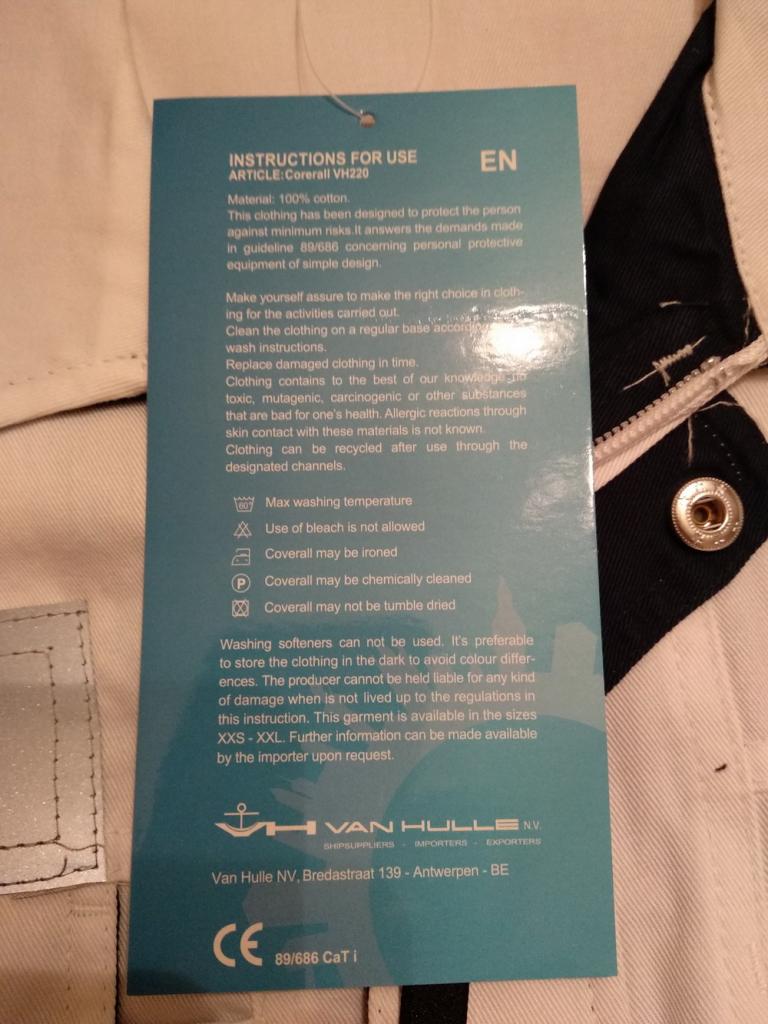 INSTRUCTIONS FOR USE
EN
ARTICLE:Corerall VH220
Material: 100% cotton.
This clothing has been designed to protect the person
against minimum risks.It answers the demands made
in guideline 89/686 concerning personal protective
equipment of simple design.
Make yourself assure to make the right choice in cloth-
ing for the activities carried out.
Clean the clothing on a regular base
wash instructions.
Replace damaged clothing in time.
Clothing contains to the best of our knowledge no
toxic, mutagenic, carcinogenic or other substances
that are bad for one's health. Allergic reactions through
skin contact with these materials is not known.
Clothing can be recycled after use through the
designated channels.
60° Max washing temperature
Use of bleach is not allowed
Coverall may be ironed
P Coverall may be chemically cleaned
Coverall may not be tumble dried
Washing softeners can not be used. It's preferable
to store the clothing in the dark to avoid colour differ-
ences. The producer cannot be held liable for any kind
of damage when is not lived up to the regulations in
this instruction. This garment is available in the sizes
XXS - XXL. Further information can be made available
by the importer upon request.
VH VAN HULLE N.V.
SHIPSUPPLIERS - IMPORTERS - EXPORTERS
Van Hulle NV, Bredastraat 139 - Antwerpen - BE
CE 89/686 CaT i